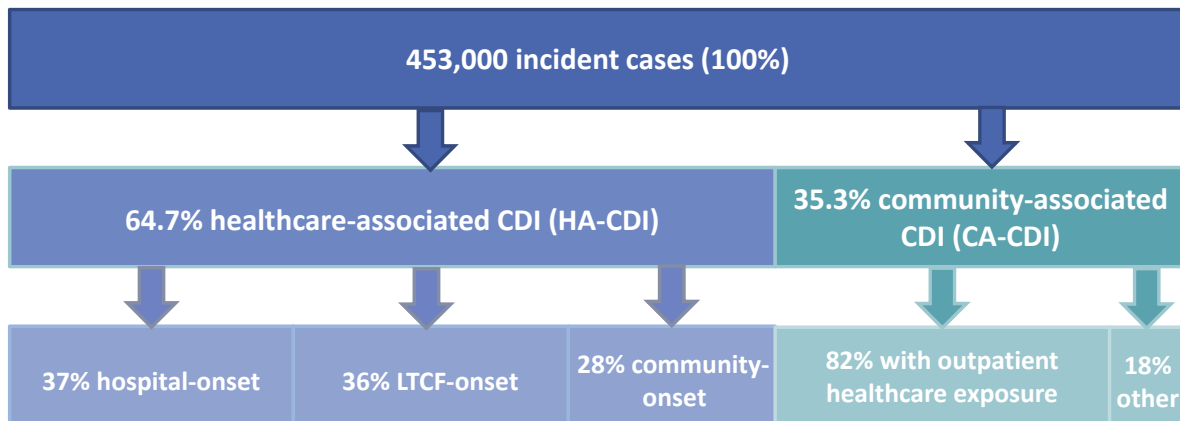 453,000 incident cases (100%)
64.7% healthcare-associated CDI (HA-CDI)
35.3% community-associated
CDI (CA-CDI)
37% hospital-onset
36% LTCF-onset
28% community-
onset
82% with outpatient
healthcare exposure
18%
other